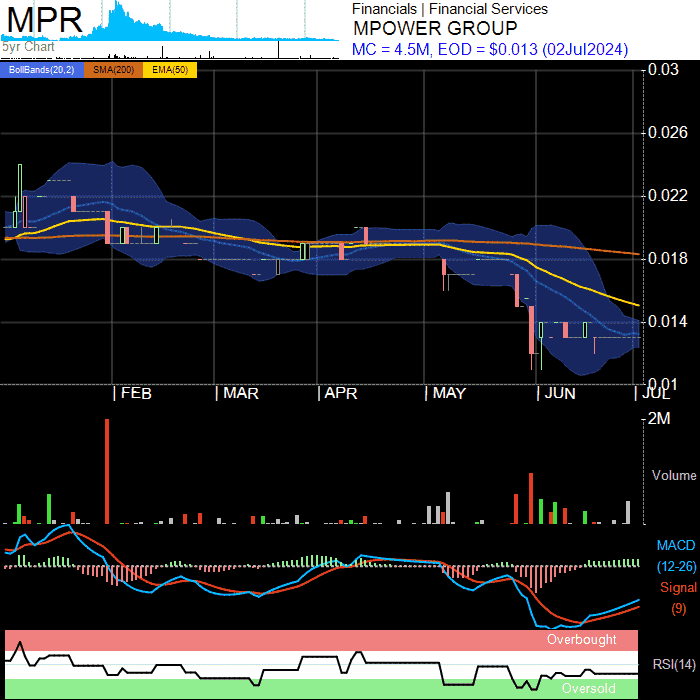 MPR
5yr Chart
Financials | Financial Services
MPOWER GROUP
MC = 4.5M, EOD = $0.013 (02Jul2024)
BollBands(20,2) SMA(200) EMA(50)
0.03
0.026
0.022
0.018
0.014
0.01
FEB MAR APR MAY JUN JUL
2M
Volume
MACD
(12-26)
Signal
(9)
Overbought
RSI(14)
Oversold